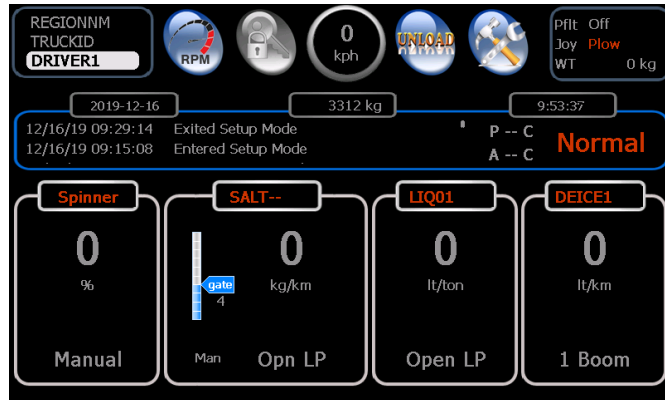 REGIONNM
TRUCKID
DRIVER1
RPM
0
kph
UNLOAD
Pflt Off
Joy Plow
WT 0 kg
2019-12-16
3312 kg
9:53:37
12/16/19 09:29:14 Exited Setup Mode
12/16/19 09:15:08 Entered Setup Mode
P -- C
A -- C
Normal
Spinner
0
%
Manual
SALT--
gate
4
0
kg/km
Man Opn LP
LIQ01
0
lt/ton
Open LP
DEICE1
0
lt/km
1 Boom